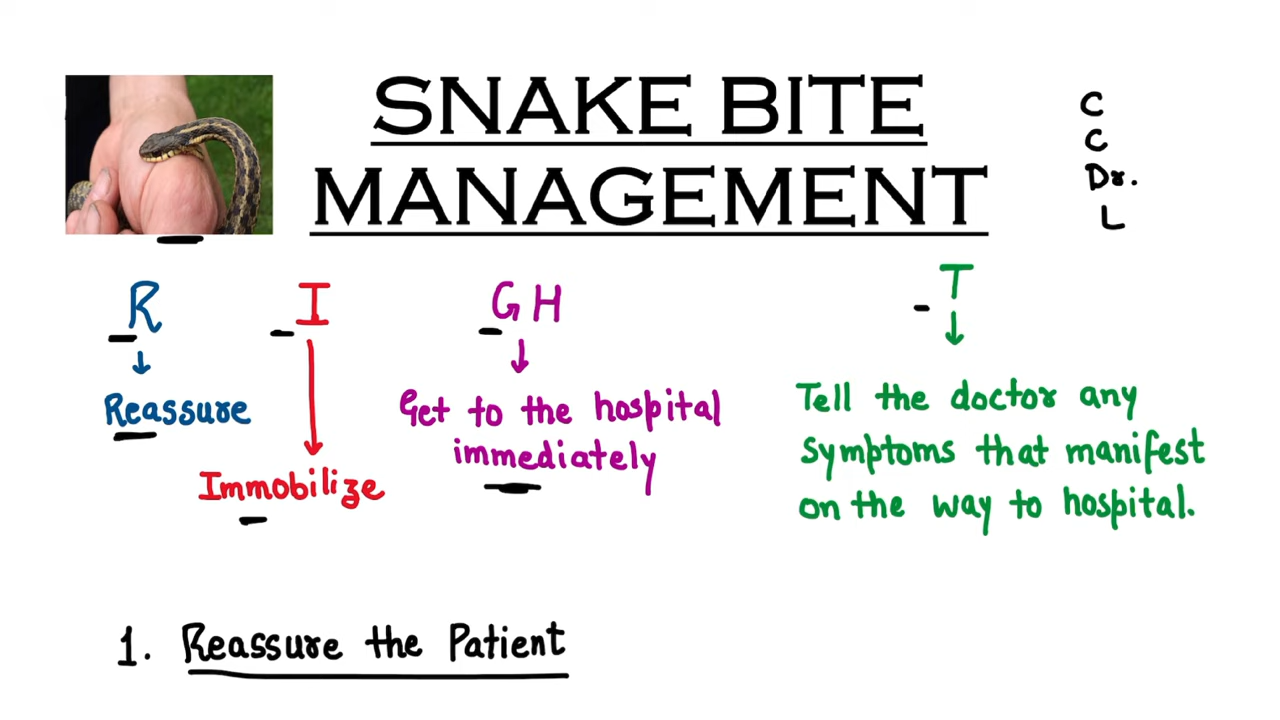 SNAKE BITE
MANAGEMENT
C
C
Dr.
L
R I GH T
Reassure
Immobilize
Get to the hospital
immediately
Tell the doctor any
symptoms that manifest
on the way to hospital.
1. Reassure the Patient